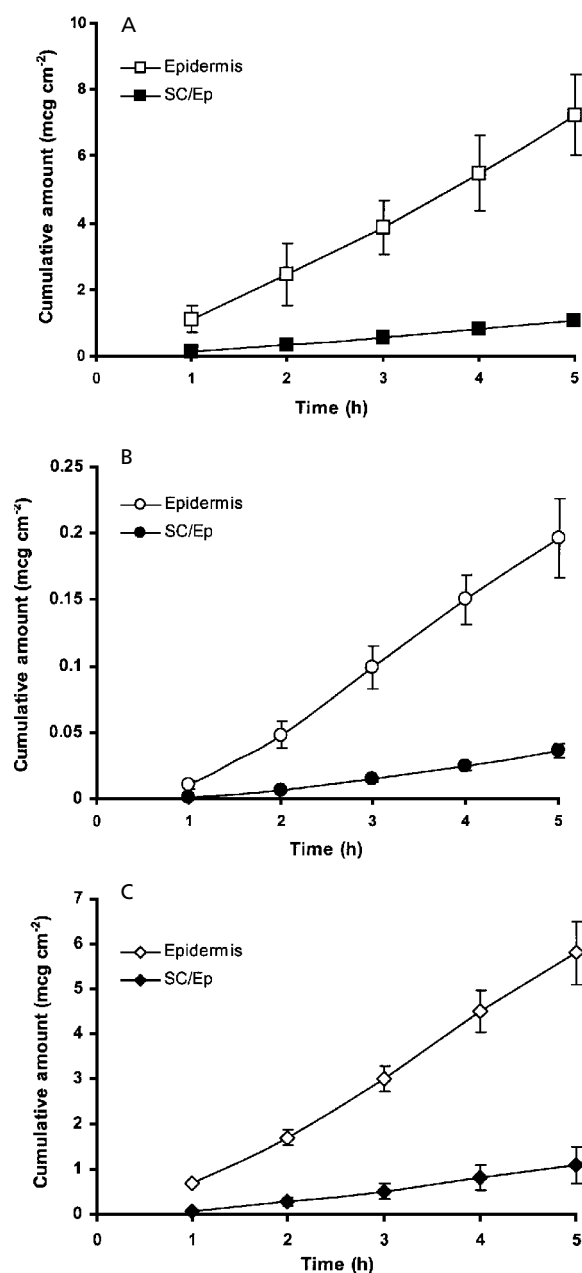 A
Epidermis
SC/Ep
Cumulative amount (mcg cm⁻²)
10
8
6
4
2
0
0 1 2 3 4 5
Time (h)
B
Epidermis
SC/Ep
Cumulative amount (mcg cm⁻²)
0.25
0.2
0.15
0.1
0.05
0
0 1 2 3 4 5
Time (h)
C
Epidermis
SC/Ep
Cumulative amount (mcg cm⁻²)
7
6
5
4
3
2
1
0
0 1 2 3 4 5
Time (h)